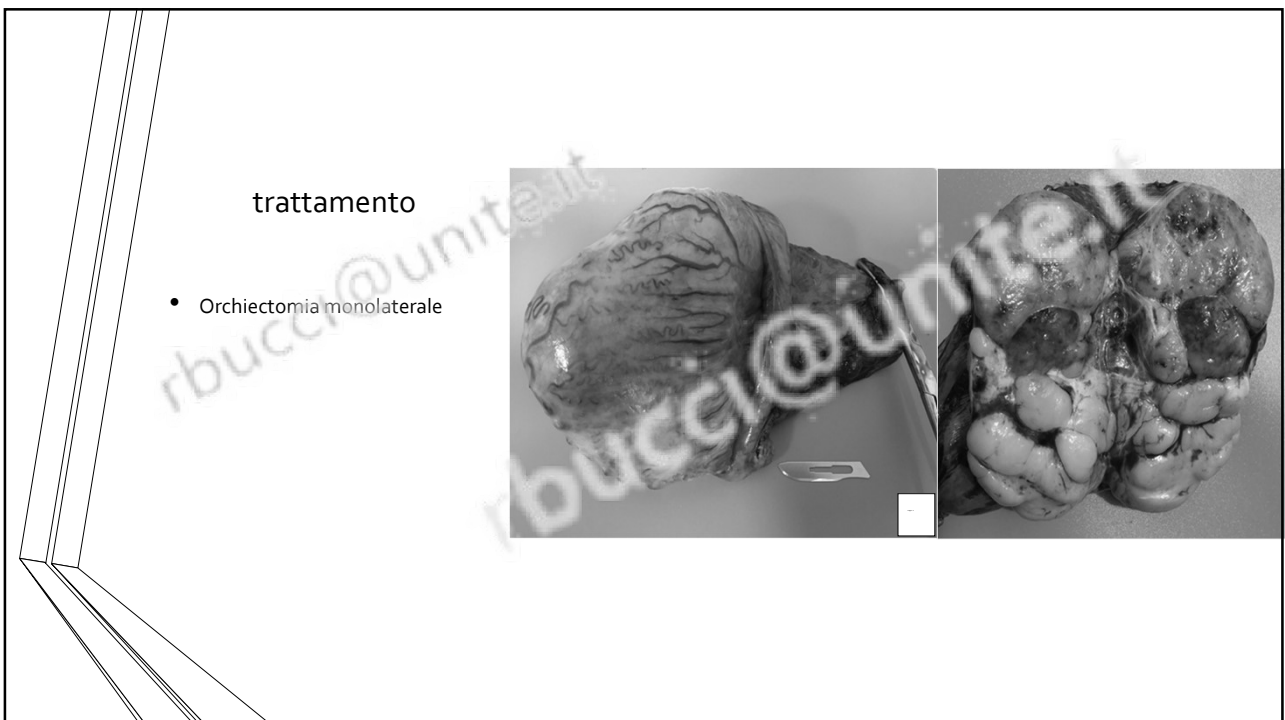 trattamento
• Orchiectomia monolaterale
rbucci@unite.it
rbucci@unite.it